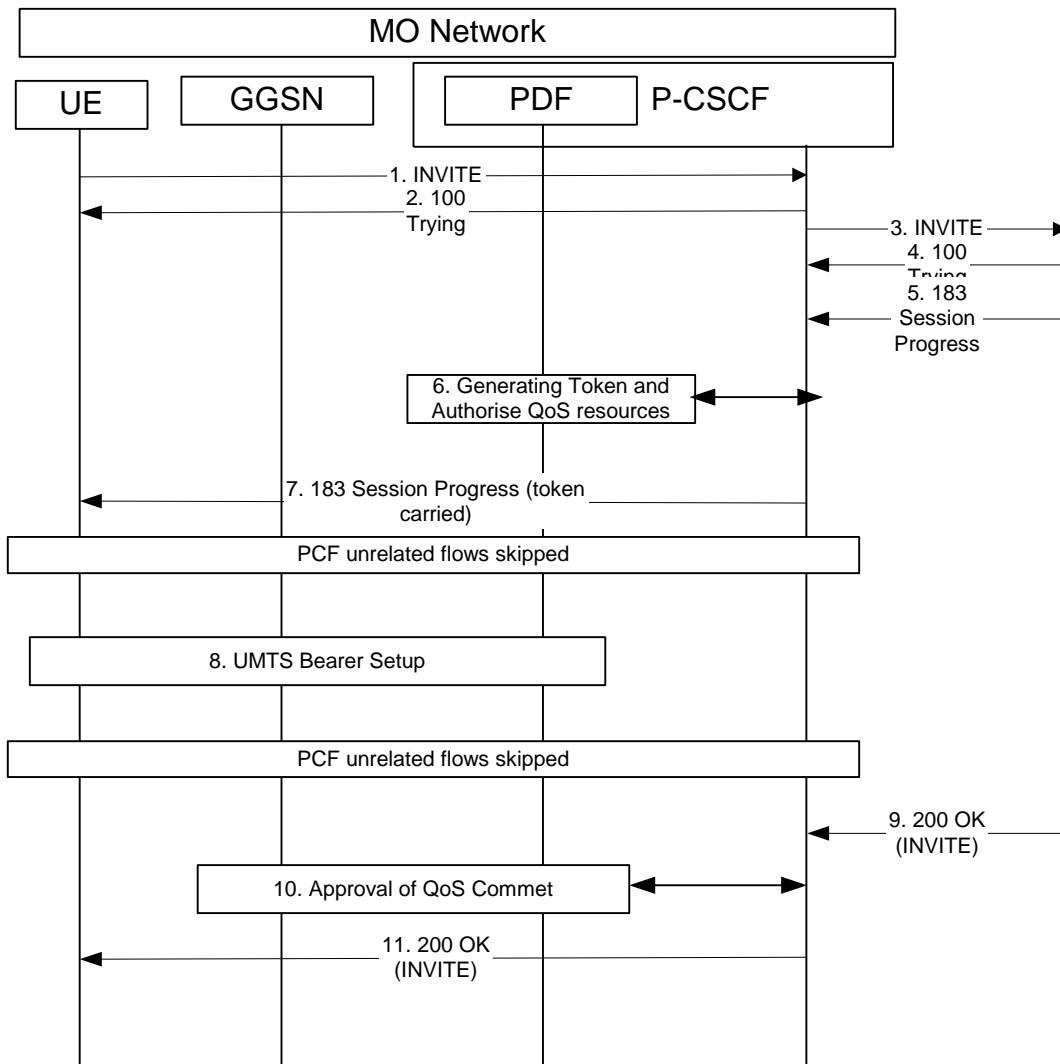 MO Network
UE
GGSN
PDF
P-CSCF
1. INVITE
2. 100
Trying
3. INVITE
4. 100
Trying
5. 183
Session
Progress
6. Generating Token and
Authorise QoS resources
7. 183 Session Progress (token
carried)
PCF unrelated flows skipped
8. UMTS Bearer Setup
PCF unrelated flows skipped
9. 200 OK
(INVITE)
10. Approval of QoS Commet
11. 200 OK
(INVITE)